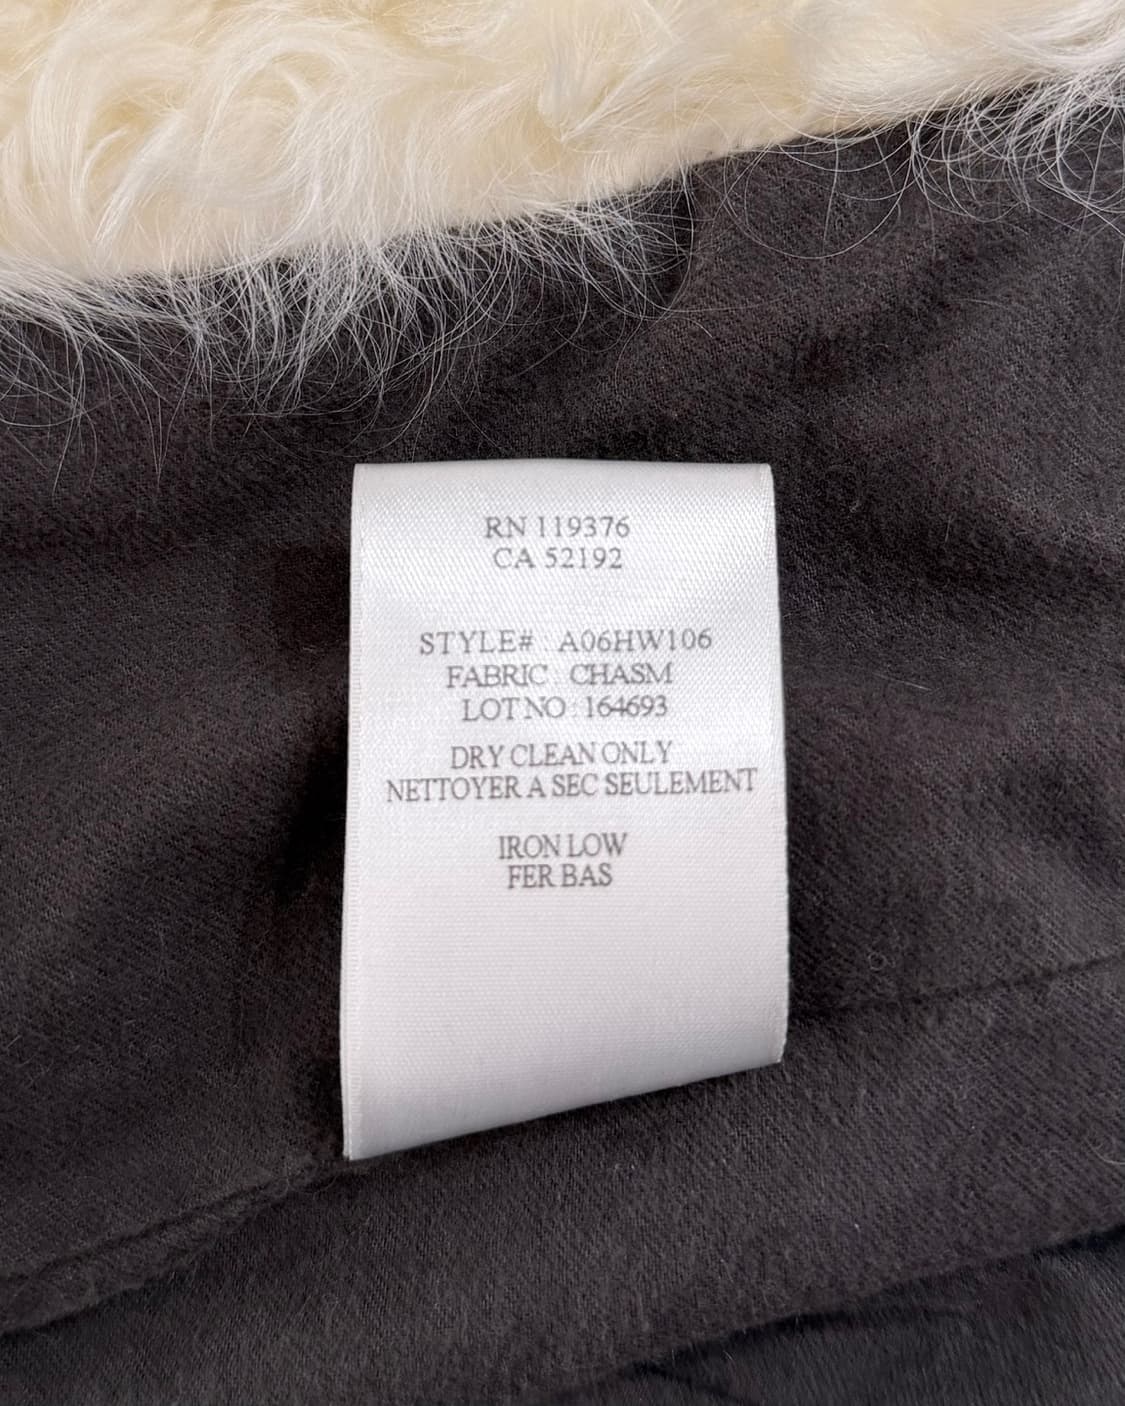 RN 119376
CA 52192
STYLE# : A06HW106
FABRIC : CHASM
LOT NO : 164693
DRY CLEAN ONLY
NETTOYER A SEC SEULEMENT
IRON LOW
FER BAS